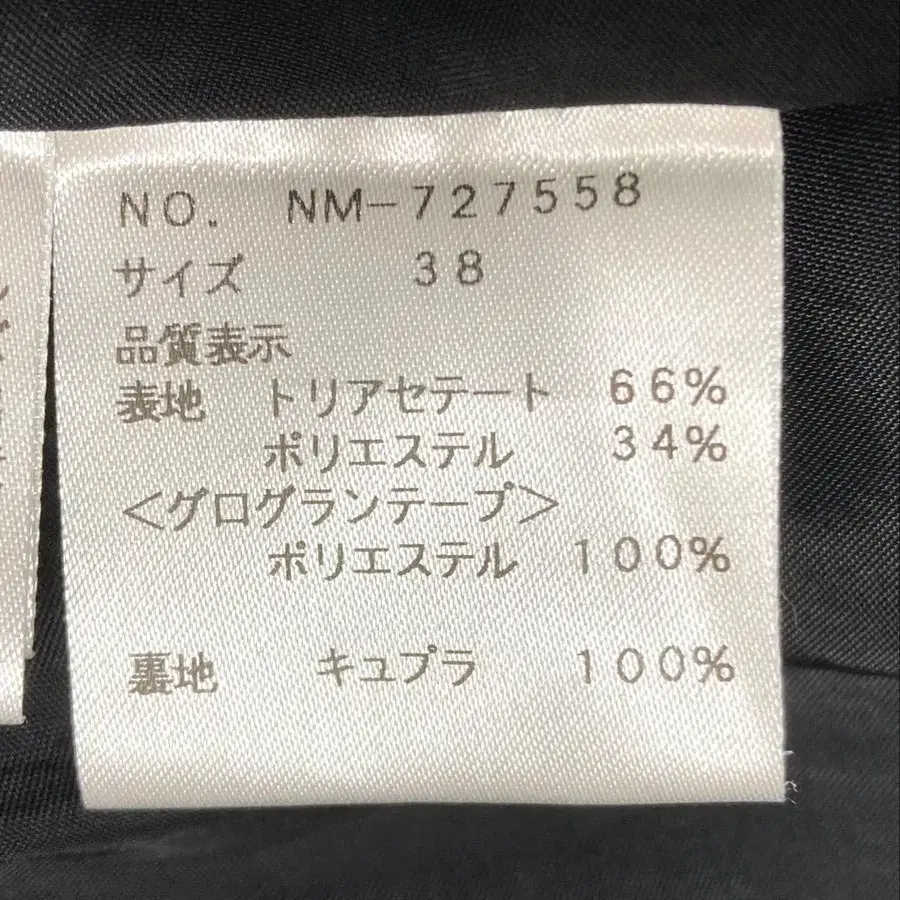 NO. NM-727558
サイズ 38
品質表示
表地 トリアセテート 66%
ポリエステル 34%
<グログランテープ>
ポリエステル 100%
裏地 キュプラ 100%